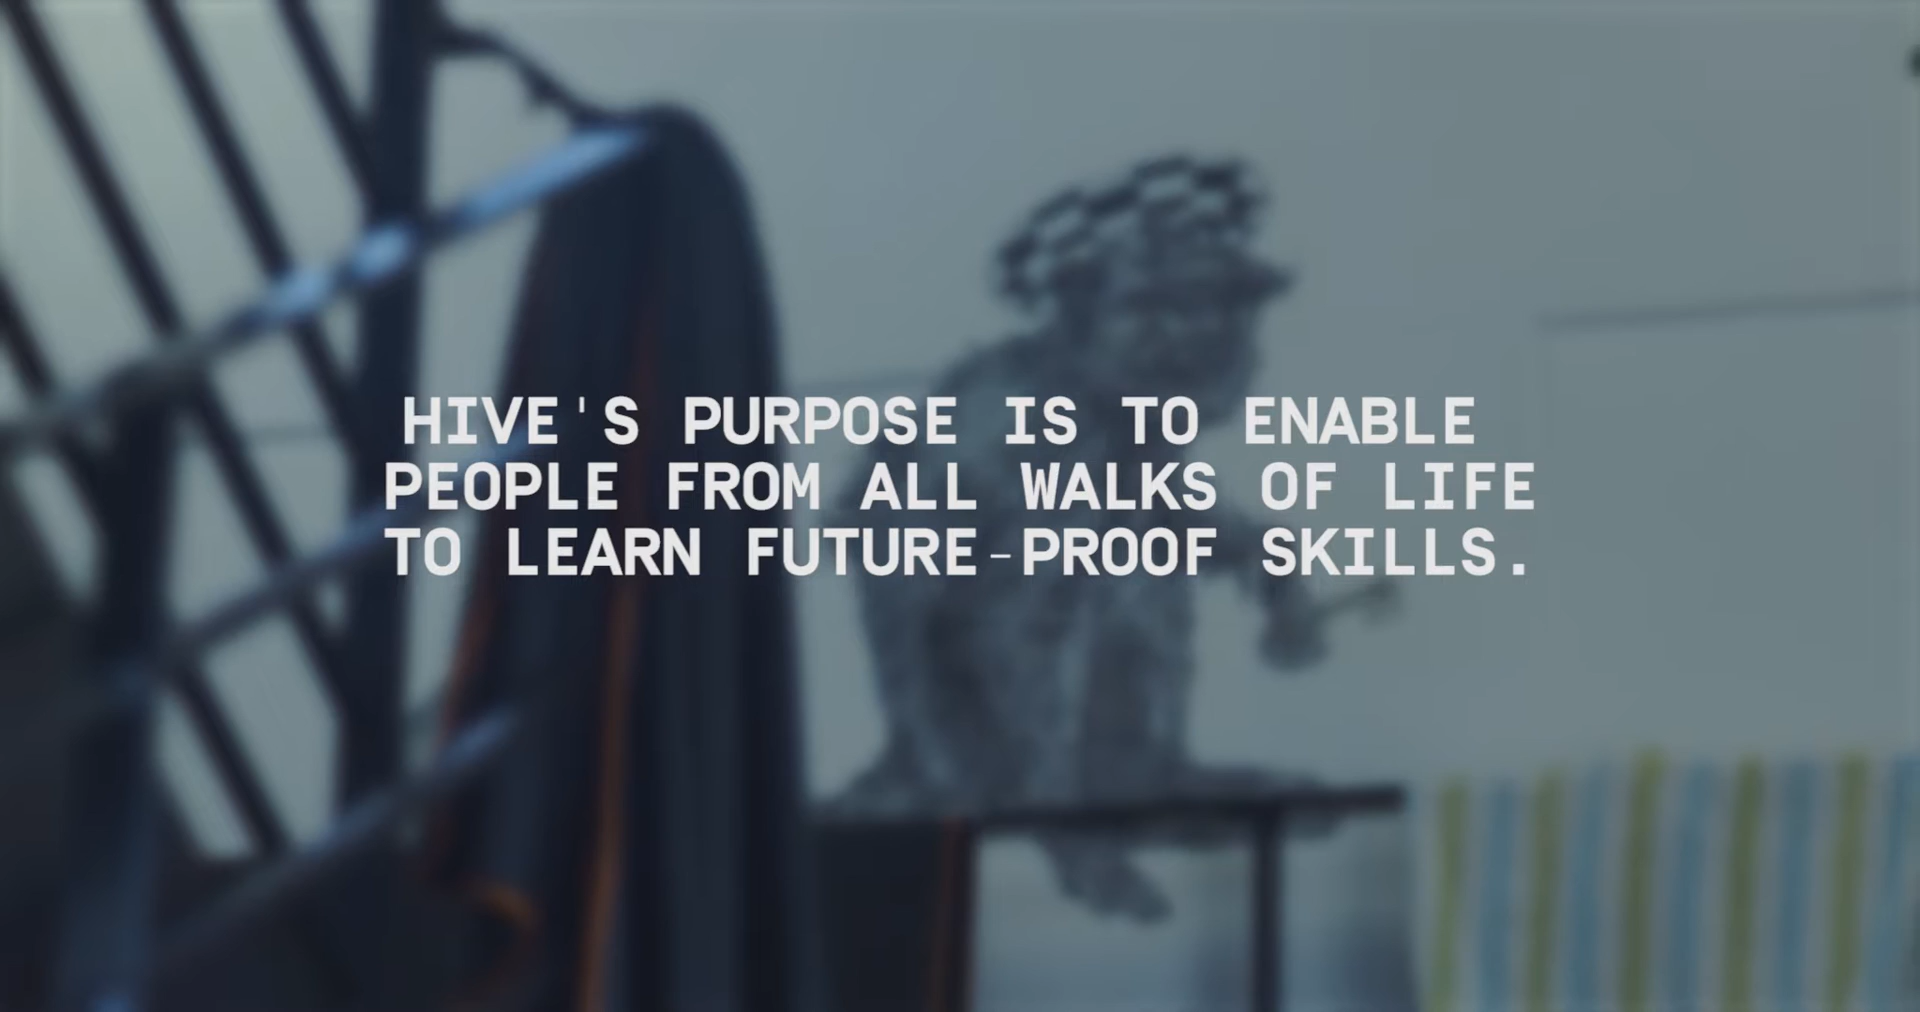 HIVE'S PURPOSE IS TO ENABLE
PEOPLE FROM ALL WALKS OF LIFE
TO LEARN FUTURE-PROOF SKILLS.